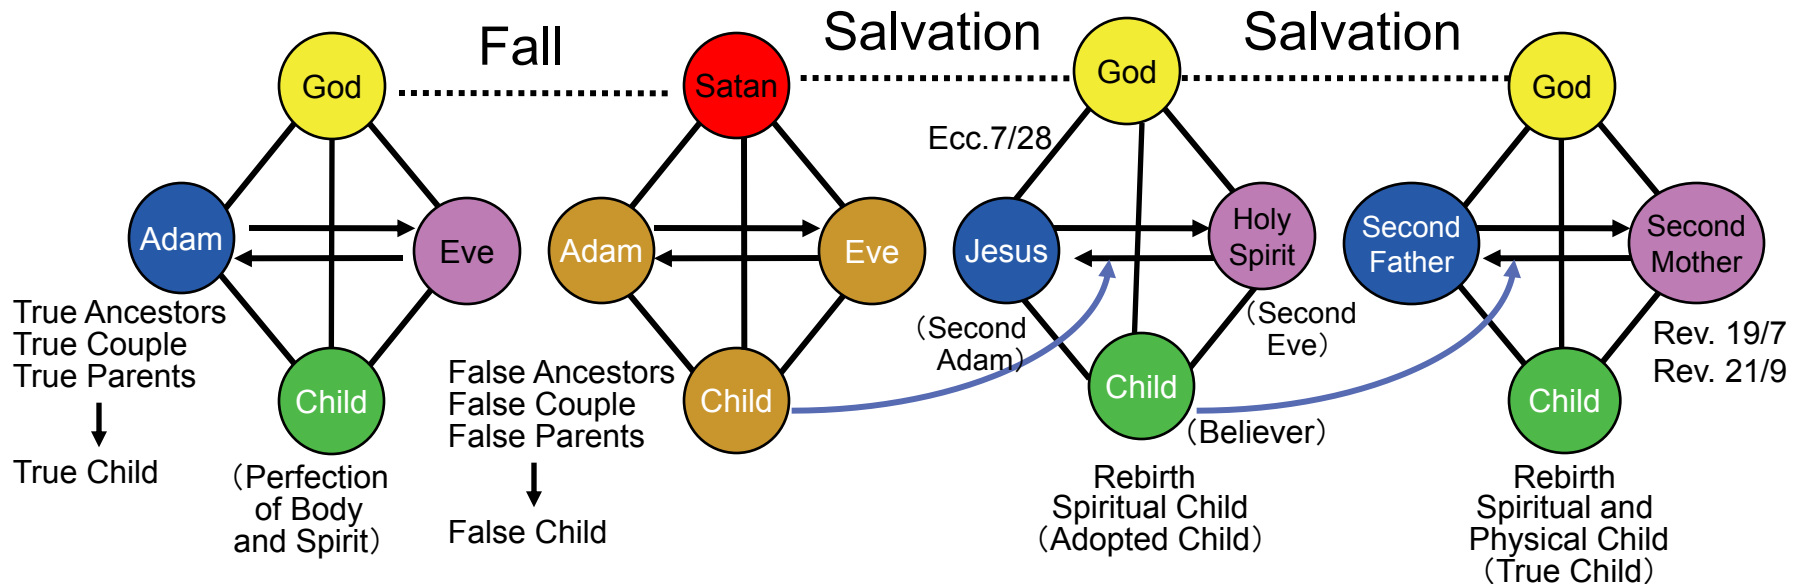 Fall
Salvation
Salvation
God
Adam
Eve
Child
True Ancestors
True Couple
True Parents
True Child
（Perfection
of Body
and Spirit）
Satan
Adam
Eve
Child
False Ancestors
False Couple
False Parents
False Child
God
Ecc.7/28
Jesus
Holy
Spirit
（Second
Adam）
（Second
Eve）
Child
（Believer）
Rebirth
Spiritual Child
（Adopted Child）
God
Second
Father
Second
Mother
Rev. 19/7
Rev. 21/9
Child
Rebirth
Spiritual and
Physical Child
（True Child）